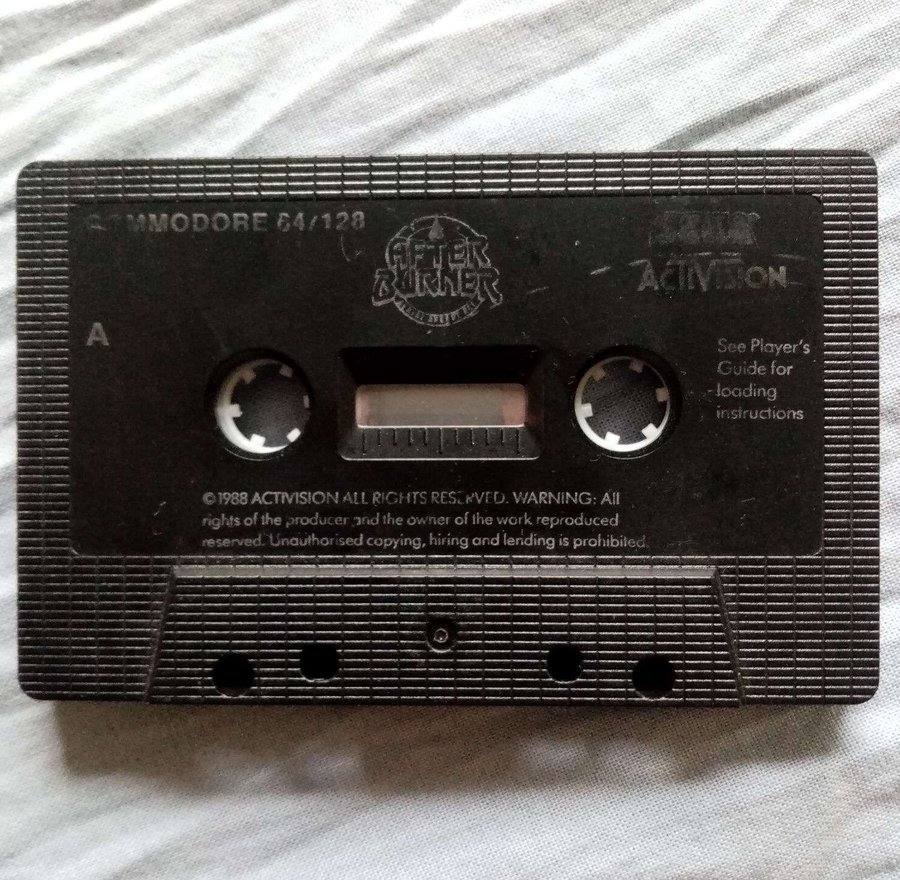 COMMODORE 64/128
AFTER
BURNER
ACTIVISION
A
See Player's
Guide for
loading
instructions
©1988 ACTIVISION ALL RIGHTS RESERVED. WARNING: All
rights of the producer and the owner of the work reproduced
reserved. Unauthorised copying, hiring and lending is prohibited.